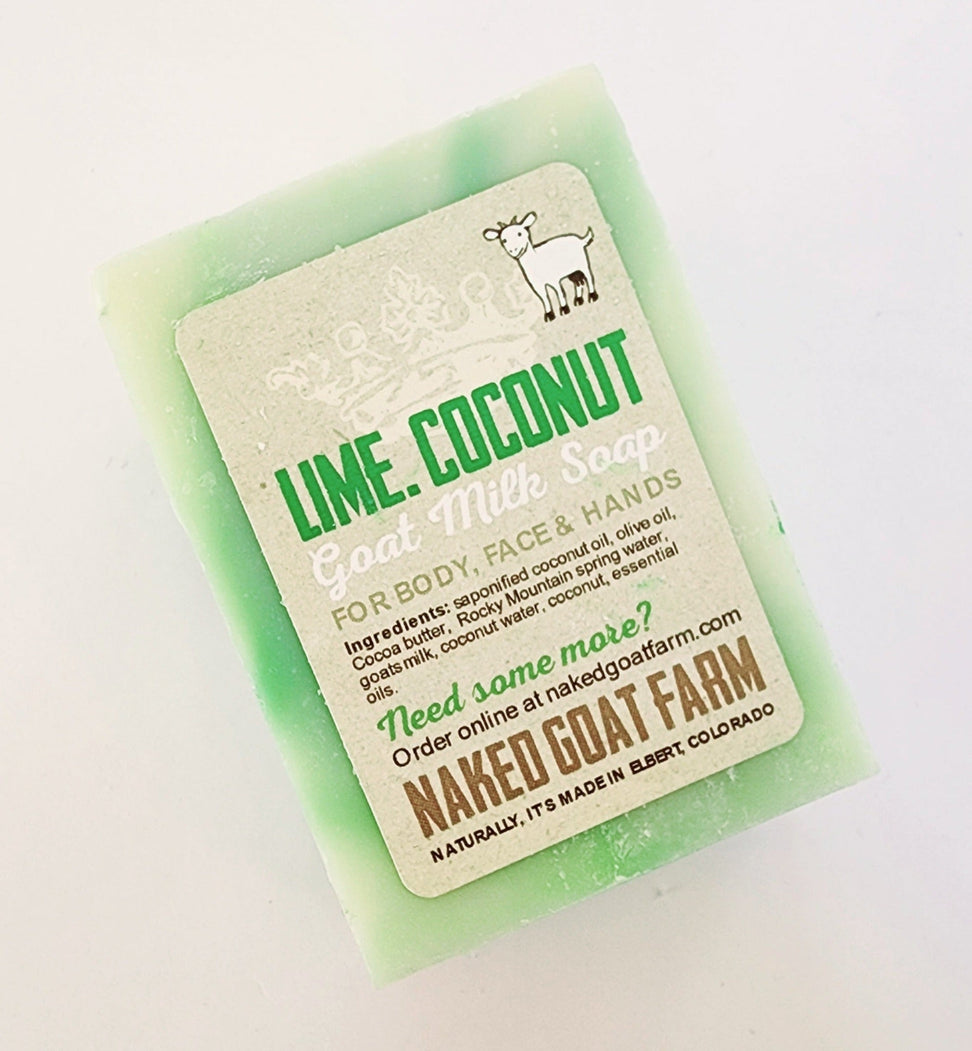 LIME. COCONUT
Goat Milk Soap
FOR BODY, FACE & HANDS
Ingredients: saponified coconut oil, olive oil,
Cocoa butter, Rocky Mountain spring water,
goats milk, coconut water, coconut, essential
oils.
Need some more?
Order online at nakedgoatfarm.com
NAKED GOAT FARM
NATURALLY, IT'S MADE IN ELBERT, COLORADO